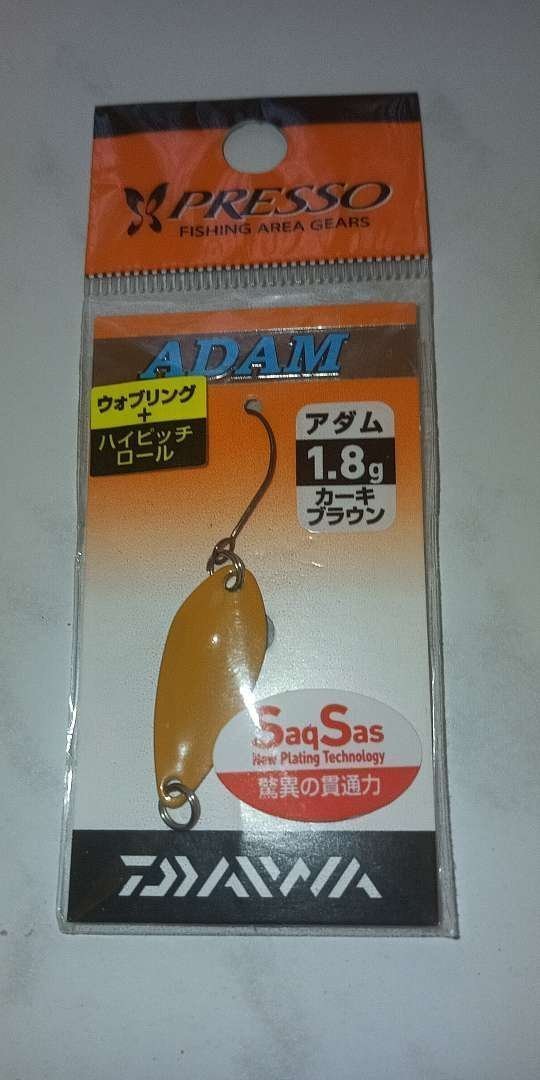 PRESSO
FISHING AREA GEARS
ADAM
ウォブリング
+
ハイピッチ
ロール
アダム
1.8g
カーキ
ブラウン
SaqSas
New Plating Technology
驚異の貫通力
DAIWA